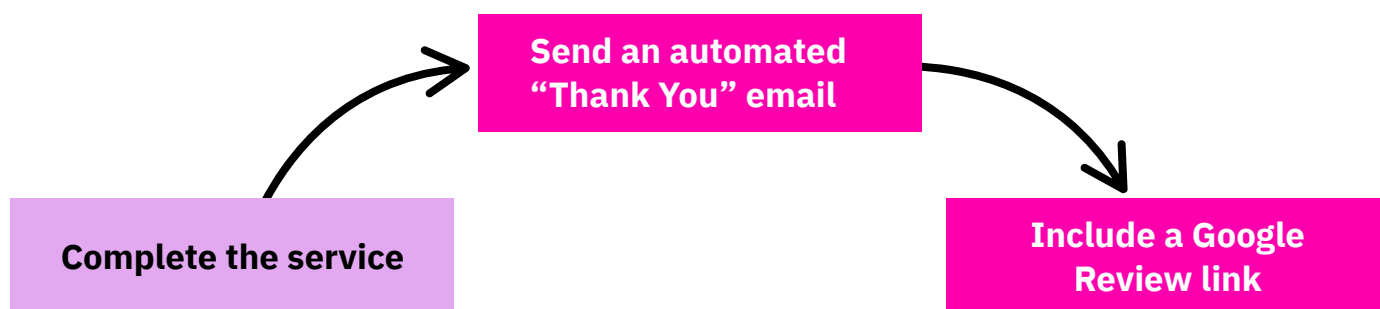 Send an automated
“Thank You” email
Complete the service
Include a Google
Review link